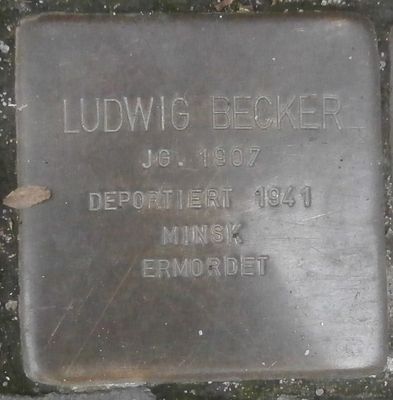 LUDWIG BECKER
JG. 1907
DEPORTIERT 1941
MINSK
ERMORDET